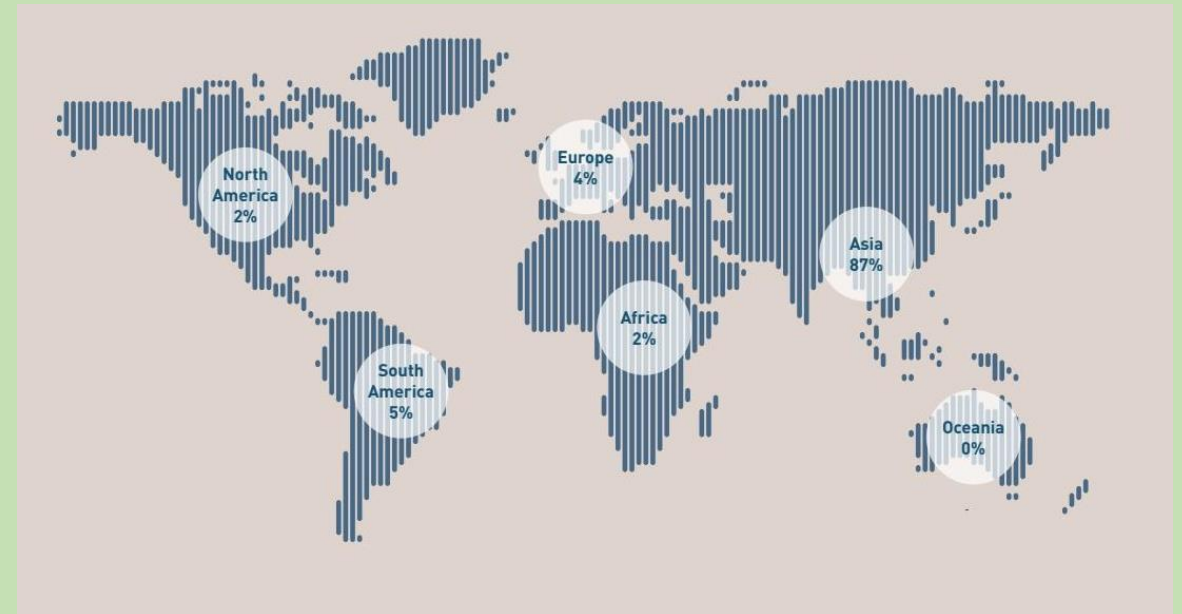 North
America
2%
Europe
4%
Asia
87%
Africa
2%
South
America
5%
Oceania
0%